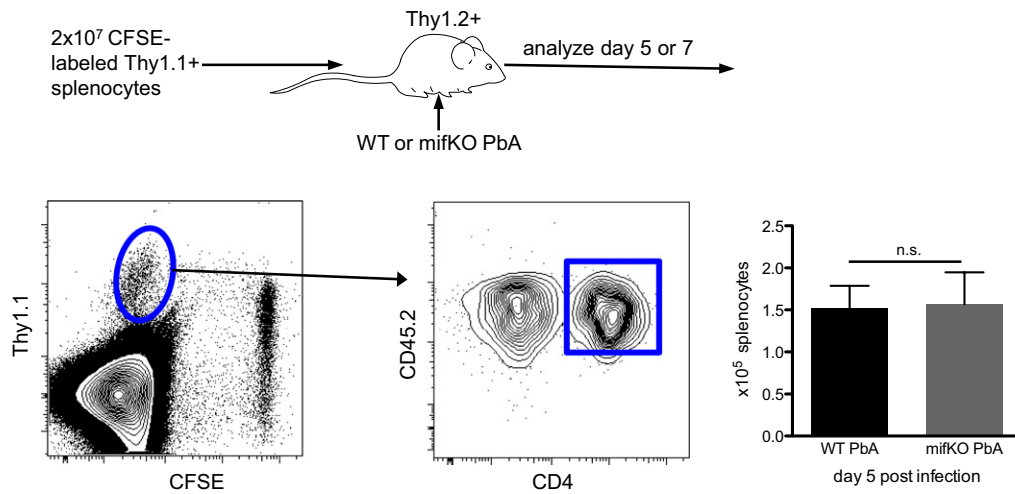 2x10⁷ CFSE-
labeled Thy1.1+
splenocytes
Thy1.2+
analyze day 5 or 7
WT or mifKO PbA
Thy1.1
CFSE
CD45.2
CD4
x10⁵ splenocytes
2.5
2.0
1.5
1.0
0.5
0.0
n.s.
WT PbA
mifKO PbA
day 5 post infection